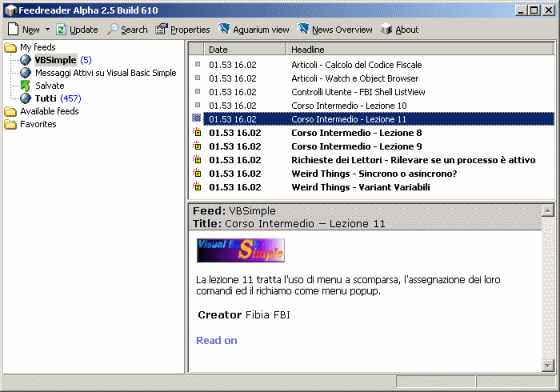 Feedreader Alpha 2.5 Build 610
New Update Search Properties Aquarium view News Overview About
My feeds
VBSimple (5)
Messaggi Attivi su Visual Basic Simple
Salvate
Tutti (457)
Available feeds
Favorites
Date Headline
01.53 16.02 Articoli - Calcolo del Codice Fiscale
01.53 16.02 Articoli - Watch e Object Browser
01.53 16.02 Controlli Utente - FBI Shell ListView
01.53 16.02 Corso Intermedio - Lezione 10
01.53 16.02 Corso Intermedio - Lezione 11
01.53 16.02 Corso Intermedio - Lezione 8
01.53 16.02 Corso Intermedio - Lezione 9
01.53 16.02 Richieste dei Lettori - Rilevare se un processo è attivo
01.53 16.02 Weird Things - Sincrono o asincrono?
01.53 16.02 Weird Things - Variant Variabili
Feed: VBSimple
Title: Corso Intermedio – Lezione 11
Visual Basic
Simple
La lezione 11 tratta l'uso di menu a scomparsa, l'assegnazione dei loro
comandi ed il richiamo come menu popup.
Creator Fibia FBI
Read on